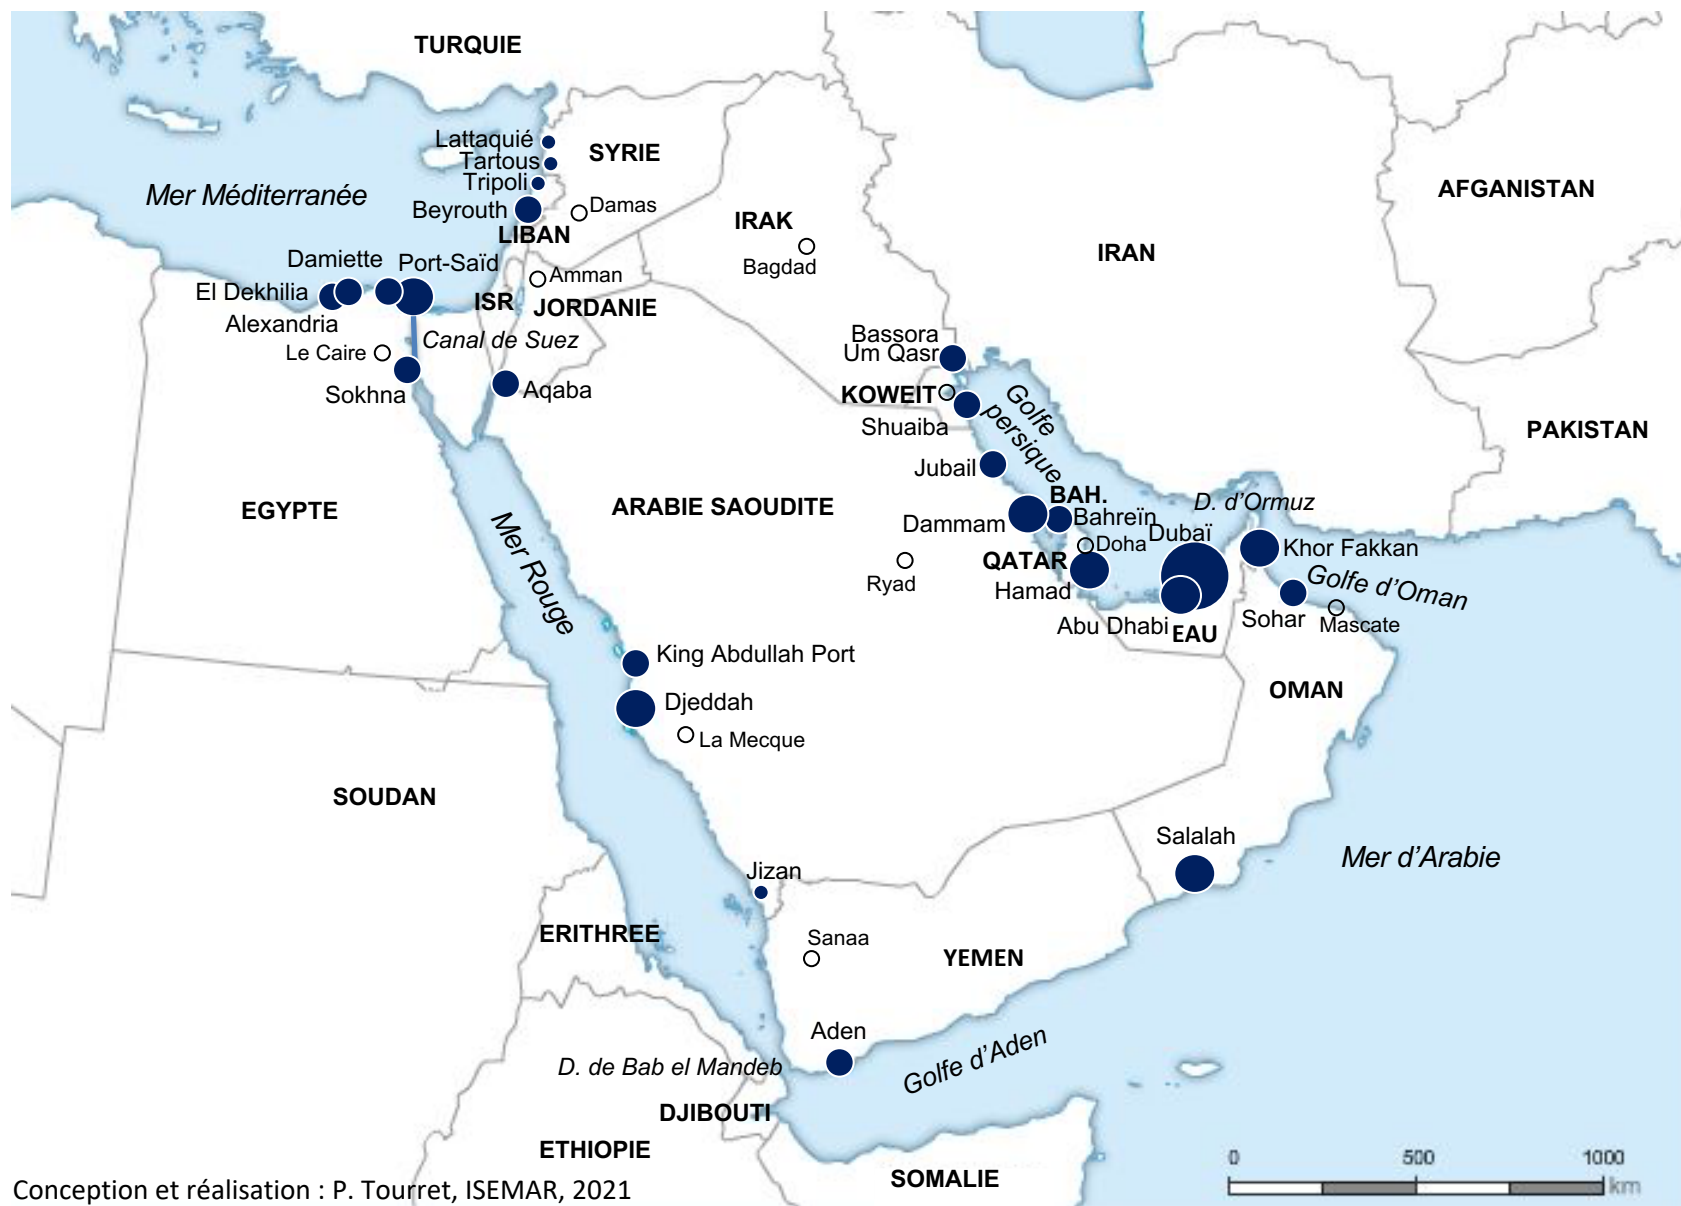 TURQUIE
Lattaquié
Tartous
Tripoli
Beyrouth
SYRIE
Damas
LIBAN
Mer Méditerranée
IRAK
Bagdad
IRAN
AFGANISTAN
Damiette
Port-Saïd
El Dekhilia
Alexandria
ISR
Amman
JORDANIE
Canal de Suez
Le Caire
Sokhna
Aqaba
Bassora
Um Qasr
KOWEIT
Shuaiba
Golfe
persique
PAKISTAN
Jubail
EGYPTE
ARABIE SAOUDITE
Mer Rouge
BAH.
Dammam
Bahreïn
D. d’Ormuz
Dubaï
Doha
QATAR
Hamad
Ryad
Khor Fakkan
Golfe d’Oman
Abu Dhabi
EAU
Sohar
Mascate
King Abdullah Port
Djeddah
La Mecque
OMAN
SOUDAN
Salalah
Mer d’Arabie
Jizan
ERITHREE
Sanaa
YEMEN
Aden
D. de Bab el Mandeb
Golfe d’Aden
DJIBOUTI
ETHIOPIE
SOMALIE
0 500 1000
km
Conception et réalisation : P. Tourret, ISEMAR, 2021